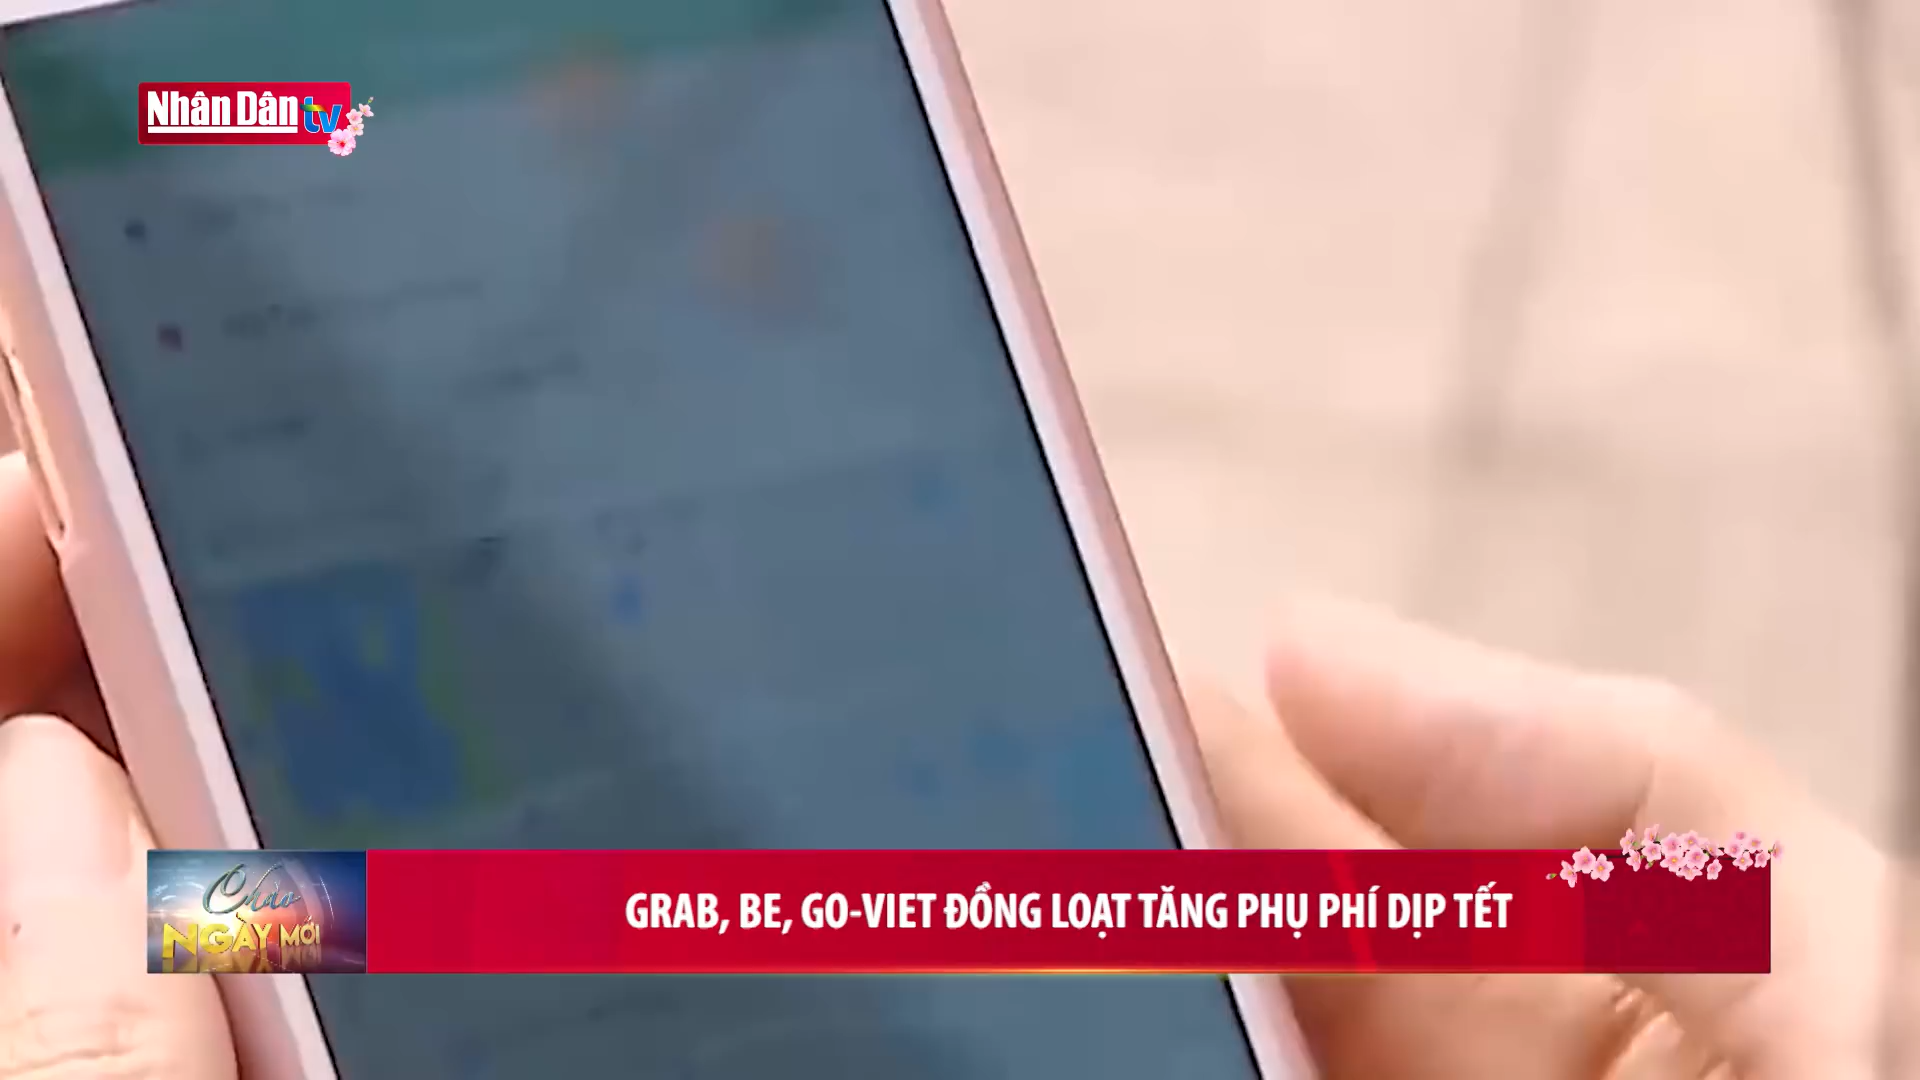 Nhân Dân tv
Chào
NGÀY MỚI
GRAB, BE, GO-VIET ĐỒNG LOẠT TĂNG PHỤ PHÍ DỊP TẾT